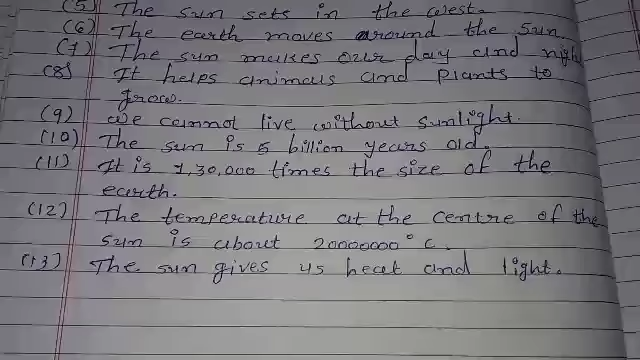 (5) The sun sets in the west.
(6) The earth moves around the sun.
(7) The sun makes our day and nigh
(8) It helps animals and plants to
grow.
(9) we cannot live without sunlight.
(10) The sun is 5 billion years old.
(11) It is 1,30,000 times the size of the
earth.
(12) The temperature at the centre of the
sun is about 20000000° c.
(13) The sun gives us heat and light.